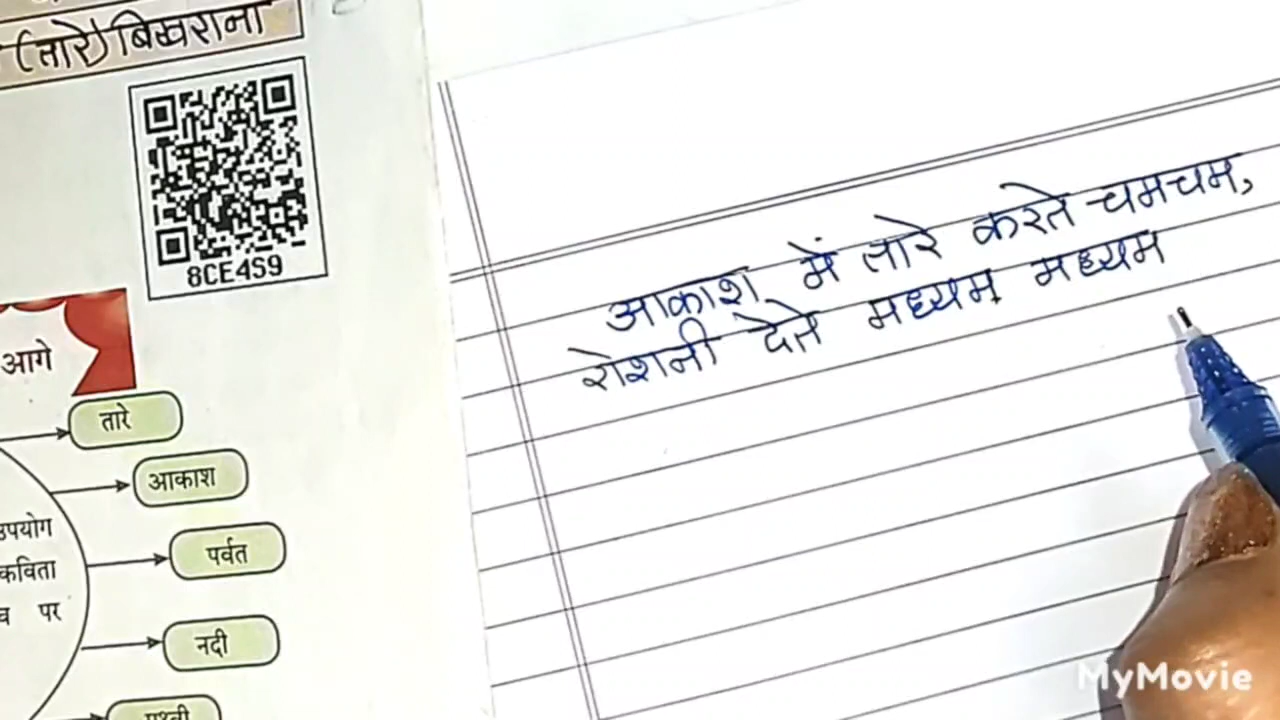 (तारे) बिखराना
8CE4S9
आगे
तारे
आकाश
पर्वत
नदी
उपयोग
कविता
पर
आकाश में तारे करते चमचम,
रोशनी देते मध्यम मध्यम
MyMovie